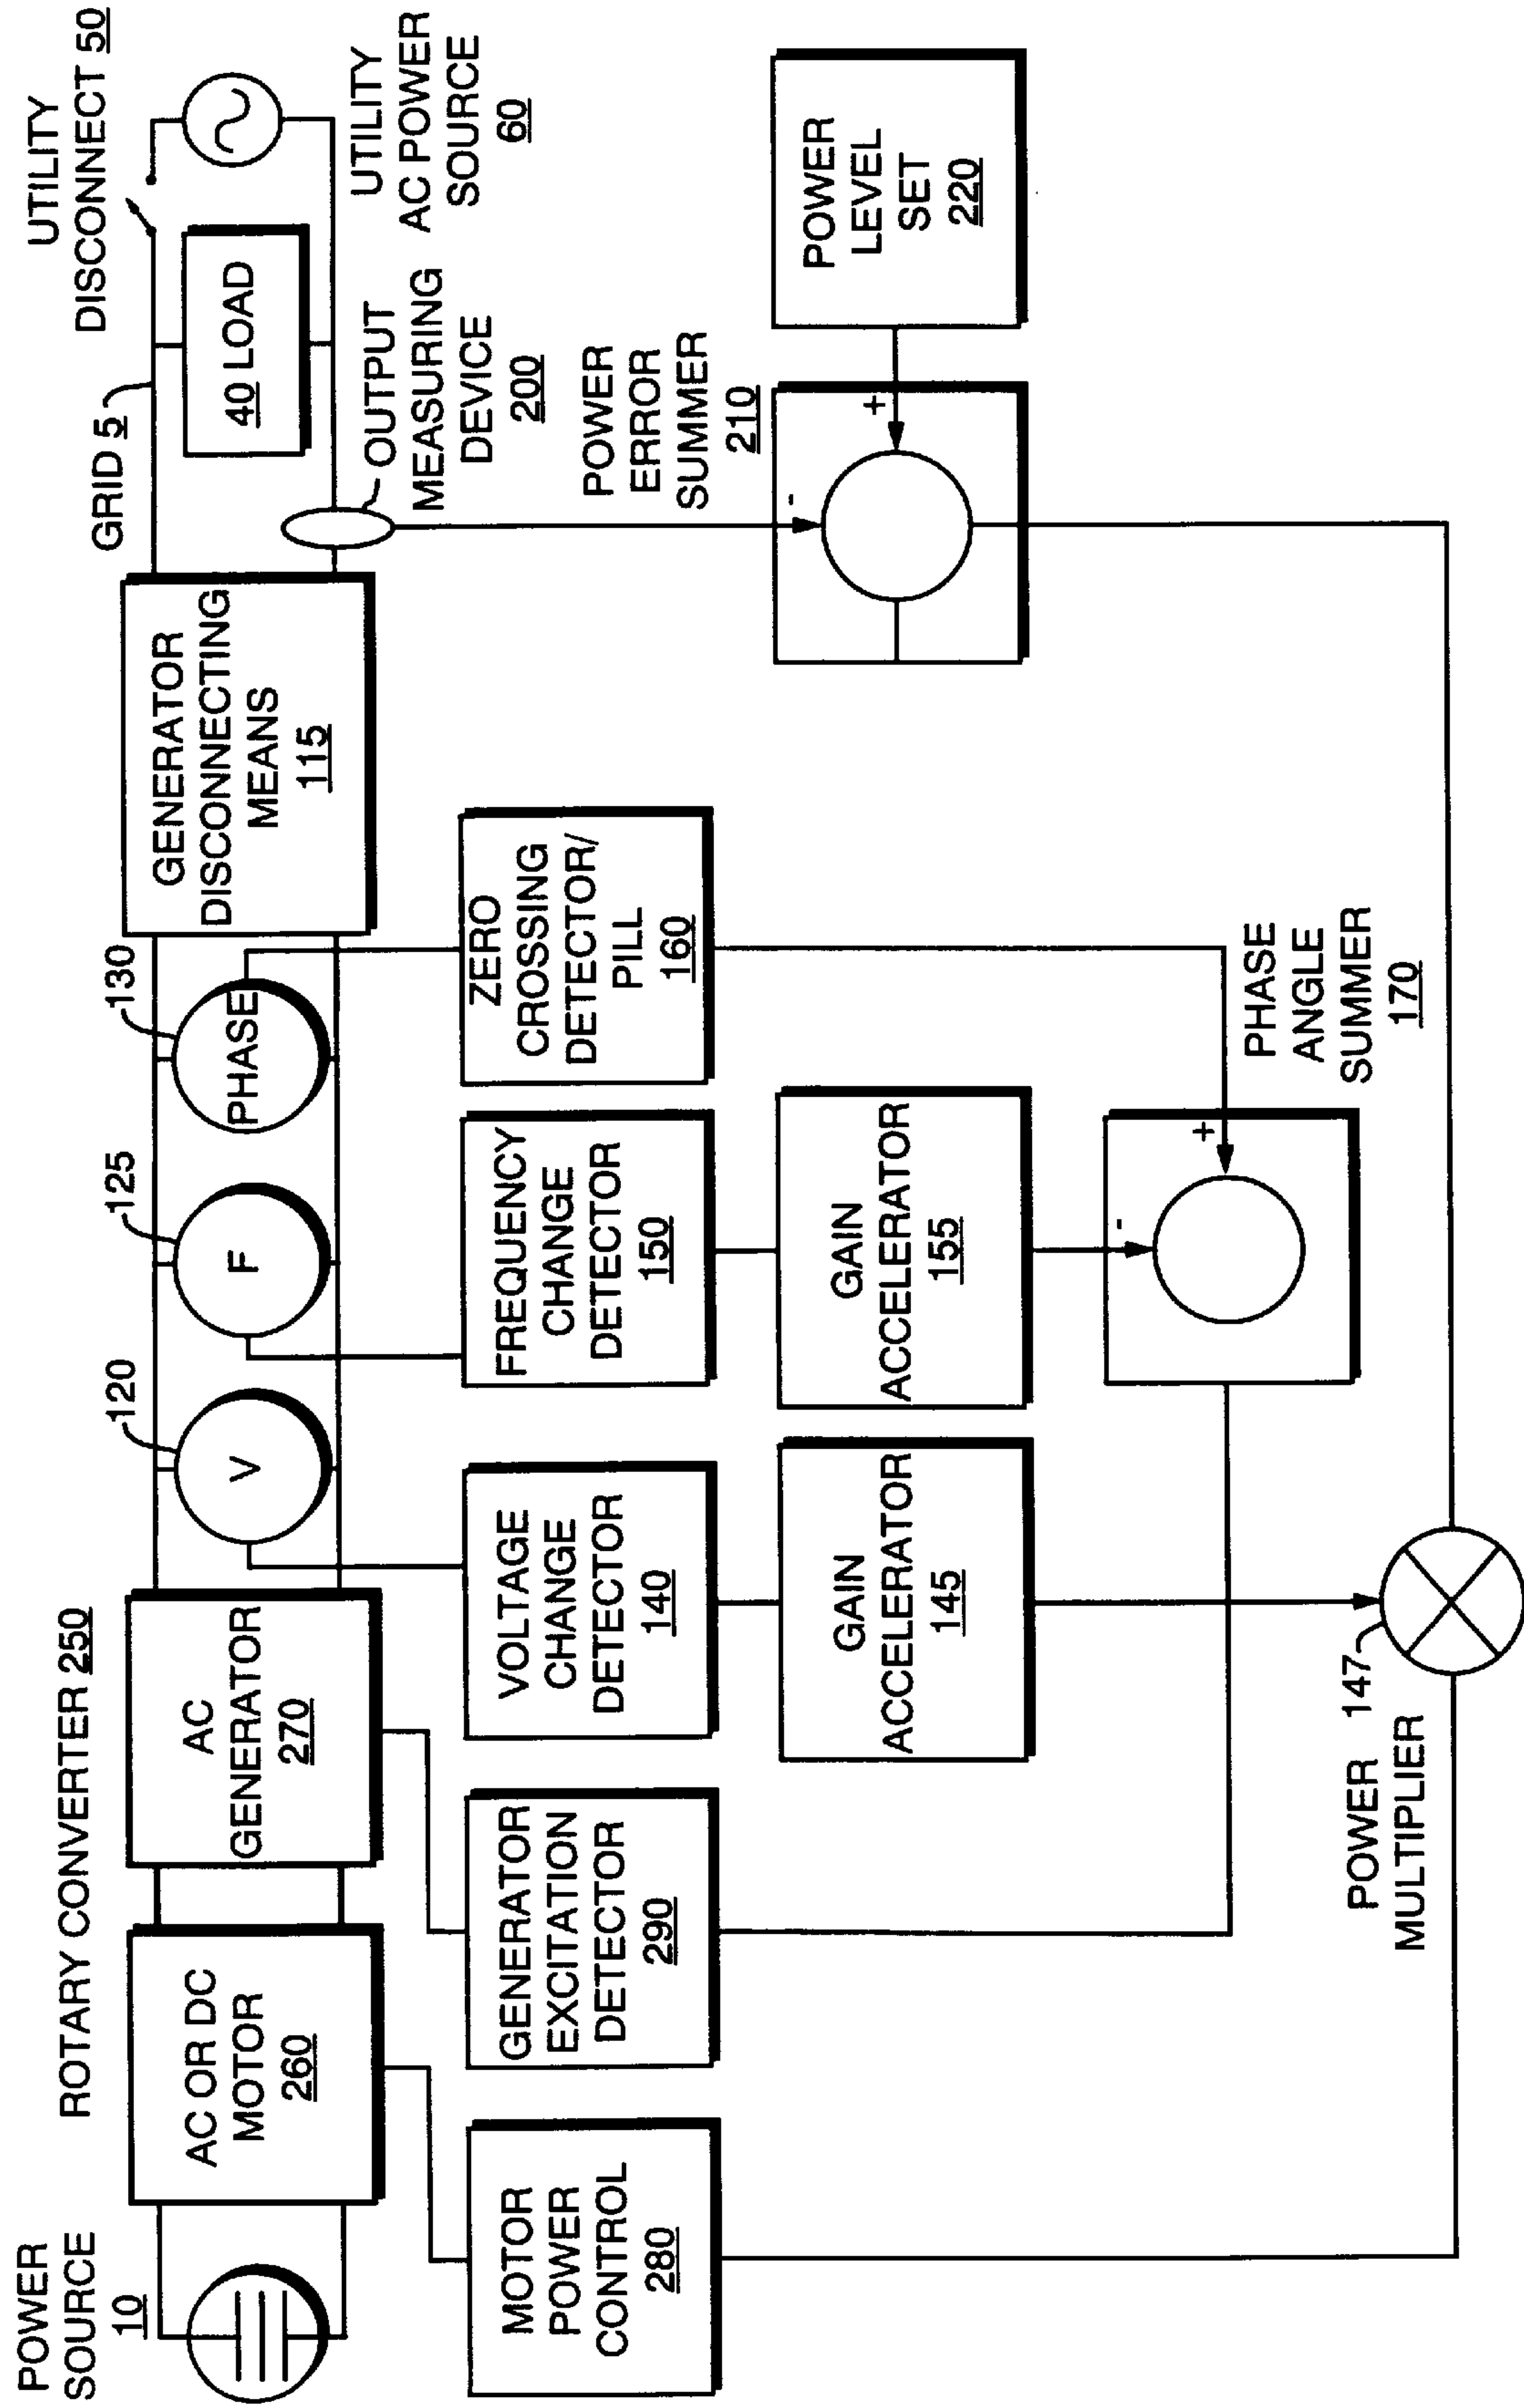 POWER
SOURCE
10
ROTARY CONVERTER 250
AC OR DC
MOTOR
260
AC
GENERATOR
270
120
V
125
F
130
PHASE
GENERATOR
DISCONNECTING
MEANS
115
GRID 5
40 LOAD
UTILITY
DISCONNECT 50
UTILITY
AC POWER
SOURCE
60
OUTPUT
MEASURING
DEVICE
200
MOTOR
POWER
CONTROL
280
GENERATOR
EXCITATION
DETECTOR
290
VOLTAGE
CHANGE
DETECTOR
140
FREQUENCY
CHANGE
DETECTOR
150
ZERO
CROSSING
DETECTOR/
PILL
160
POWER
ERROR
SUMMER
210
-
+
POWER
LEVEL
SET
220
GAIN
ACCELERATOR
145
GAIN
ACCELERATOR
155
-
+
PHASE
ANGLE
SUMMER
170
POWER
MULTIPLIER
147